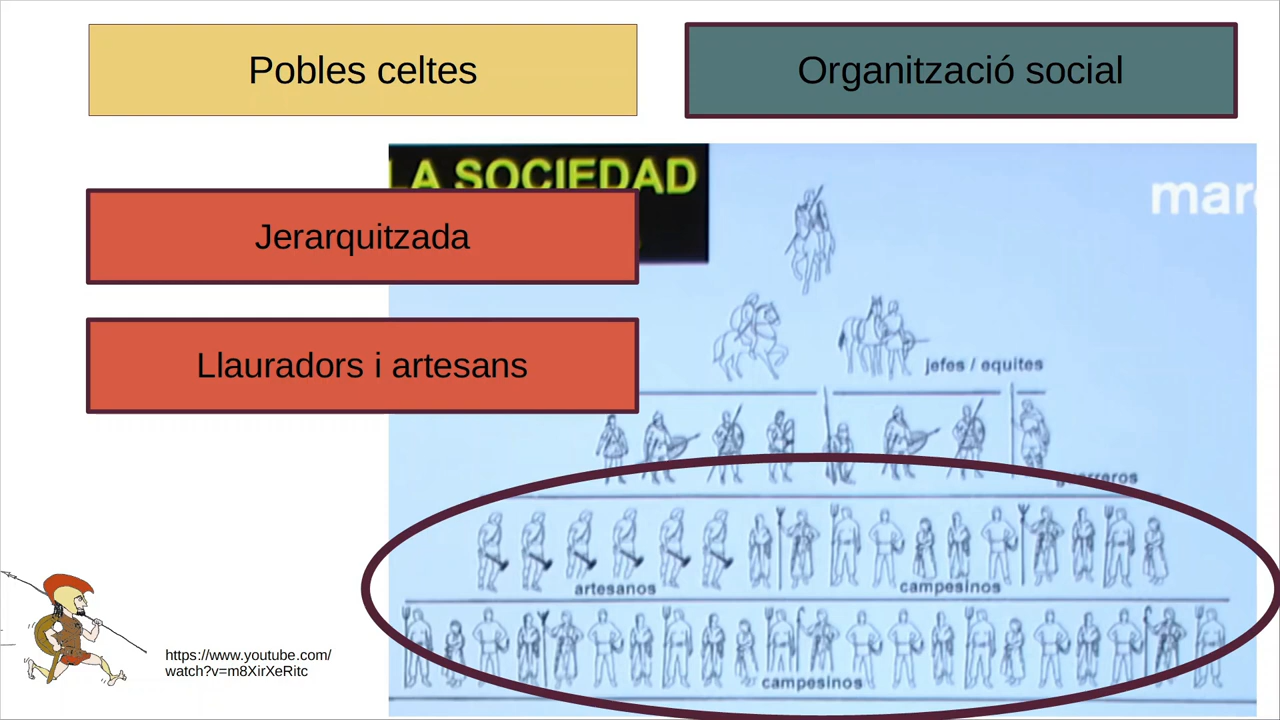 Pobles celtes
Organització social
LA SOCIEDAD
Jerarquitzada
Llauradors i artesans
jefes / equites
guerreros
artesanos
campesinos
campesinos
https://www.youtube.com/
watch?v=m8XirXeRitc